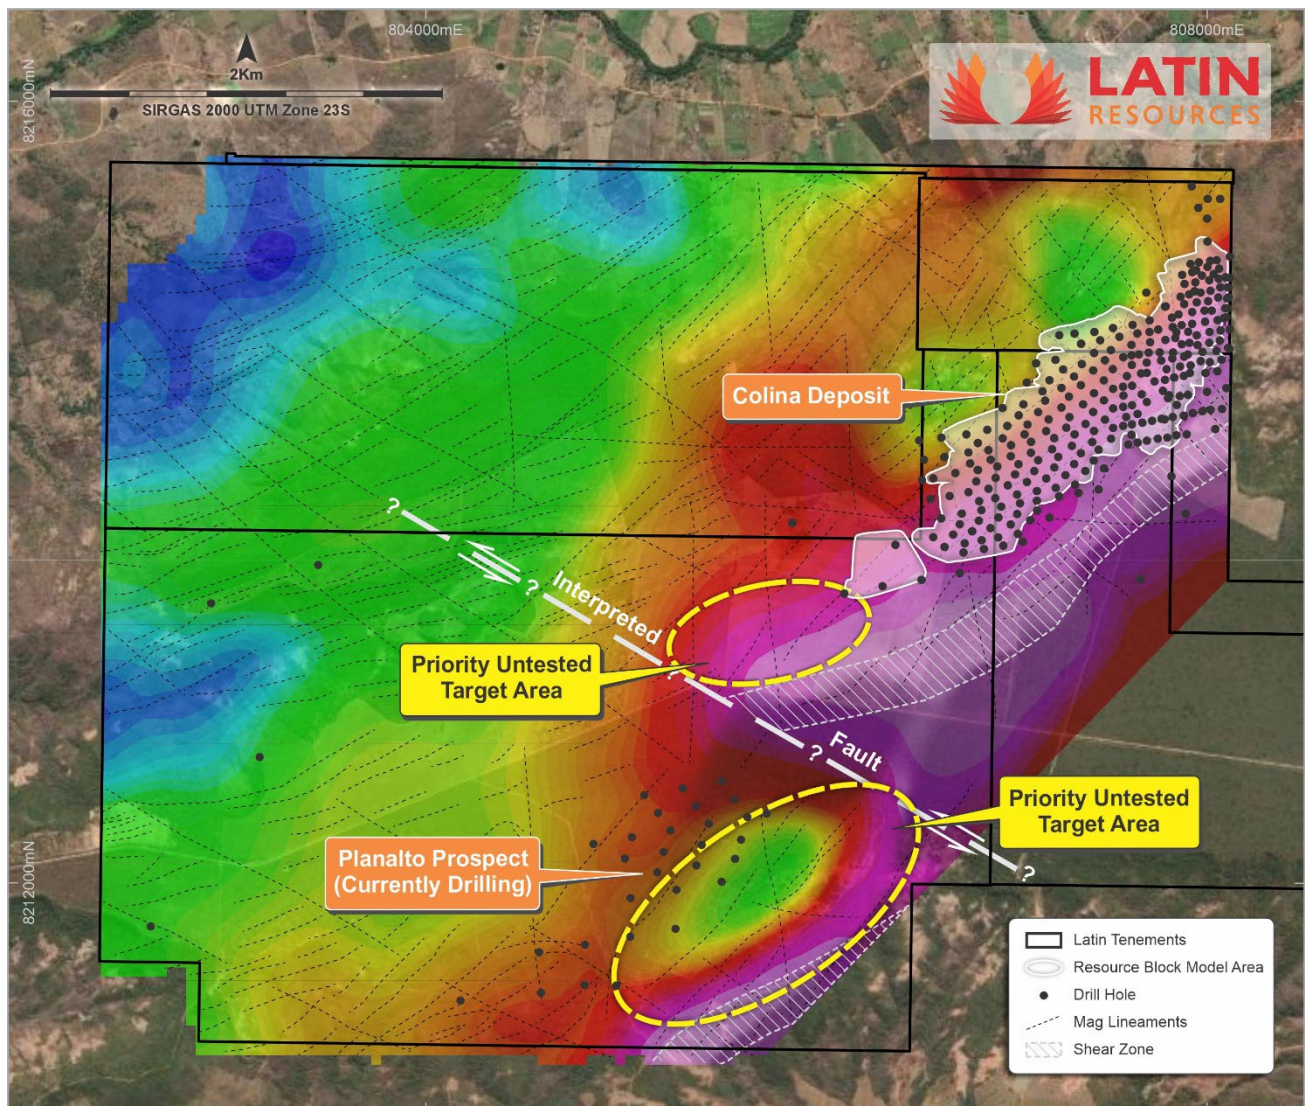 804000mE
808000mE
8216000mN
2Km
SIRGAS 2000 UTM Zone 23S
LATIN
RESOURCES
Colina Deposit
?
?
Interpreted
Priority Untested
Target Area
?
?
Fault
Priority Untested
Target Area
Planalto Prospect
(Currently Drilling)
?
8212000mN
Latin Tenements
Resource Block Model Area
Drill Hole
Mag Lineaments
Shear Zone